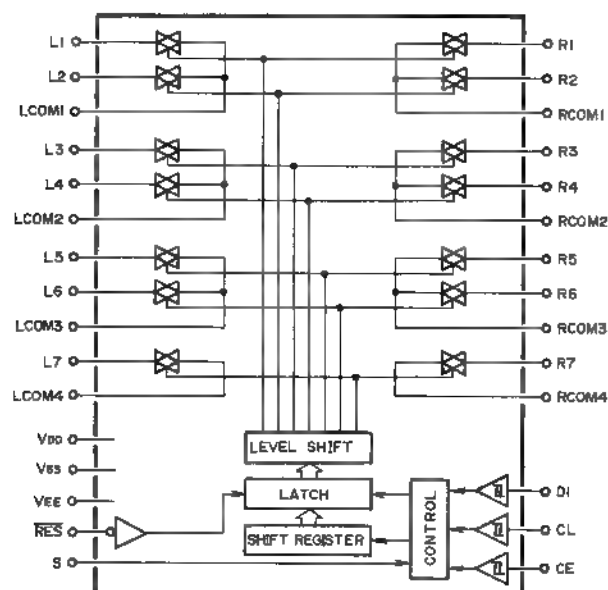 L1
R1
L2
R2
LCOM1
RCOM1
L3
R3
L4
R4
LCOM2
RCOM2
L5
R5
L6
R6
LCOM3
RCOM3
L7
R7
LCOM4
RCOM4
VDD
LEVEL SHIFT
VSS
VEE
LATCH
DI
RES
SHIFT REGISTER
CONTROL
CL
S
CE